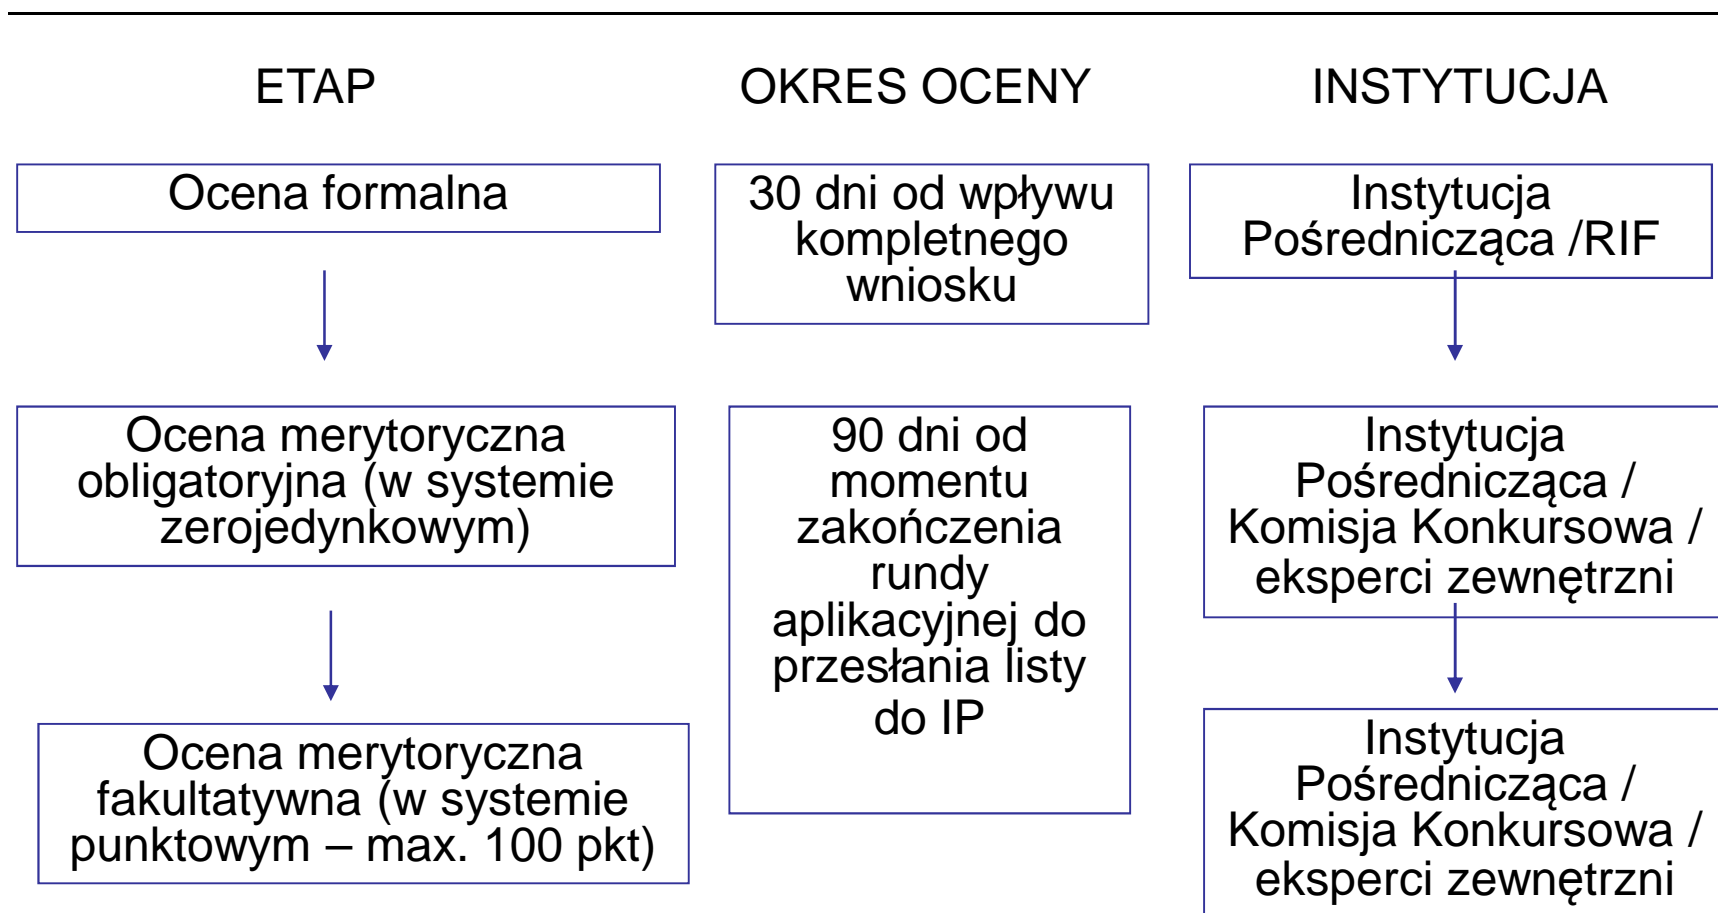 ETAP
OKRES OCENY
INSTYTUCJA
Ocena formalna
30 dni od wpływu
kompletnego
wniosku
Instytucja
Pośrednicząca /RIF
Ocena merytoryczna
obligatoryjna (w systemie
zerojedynkowym)
90 dni od
momentu
zakończenia
rundy
aplikacyjnej do
przesłania listy
do IP
Instytucja
Pośrednicząca /
Komisja Konkursowa /
eksperci zewnętrzni
Ocena merytoryczna
fakultatywna (w systemie
punktowym – max. 100 pkt)
Instytucja
Pośrednicząca /
Komisja Konkursowa /
eksperci zewnętrzni